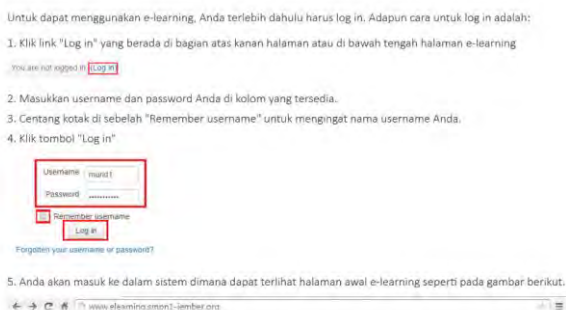 Untuk dapat menggunakan e-learning, Anda terlebih dahulu harus log in. Adapun cara untuk log in adalah:
1. Klik link "Log in" yang berada di bagian atas kanan halaman atau di bawah tengah halaman e-learning
You are not logged in. (Log in)
2. Masukkan username dan password Anda di kolom yang tersedia.
3. Centang kotak di sebelah "Remember username" untuk mengingat nama username Anda.
4. Klik tombol "Log in"
Username
Password
Remember username
Log in
Forgotten your username or password?
5. Anda akan masuk ke dalam sistem dimana dapat terlihat halaman awal e-learning seperti pada gambar berikut.